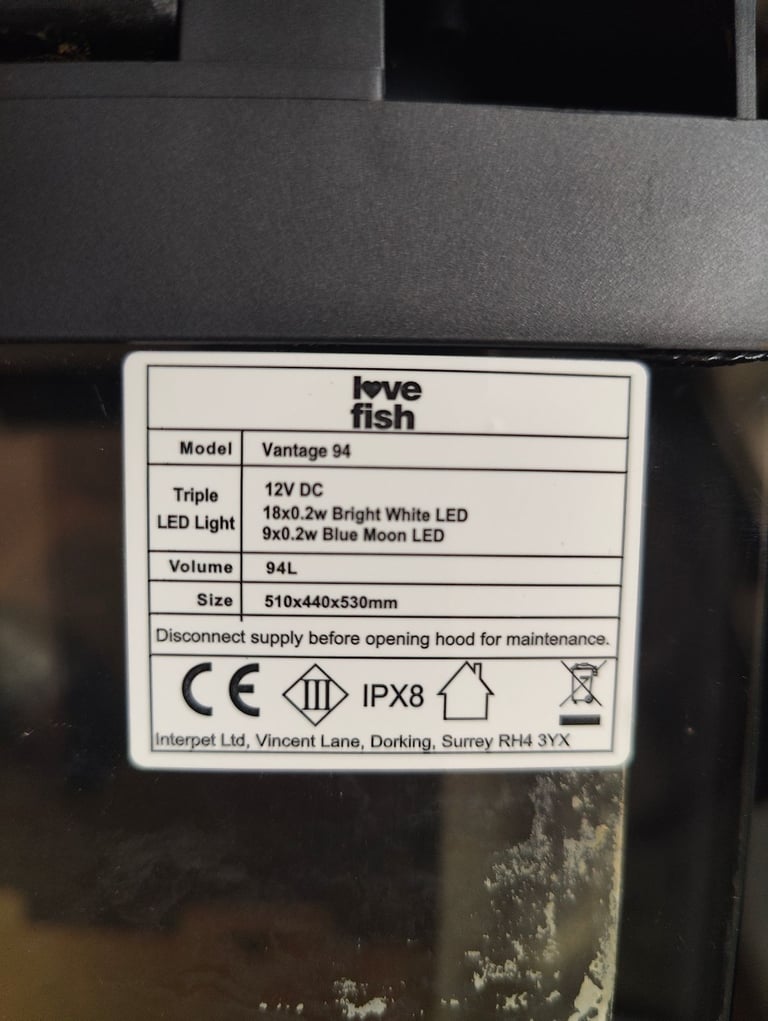 love
fish
Model Vantage 94
Triple LED Light 12V DC
18x0.2w Bright White LED
9x0.2w Blue Moon LED
Volume 94L
Size 510x440x530mm
Disconnect supply before opening hood for maintenance.
CE III IPX8
Interpet Ltd, Vincent Lane, Dorking, Surrey RH4 3YX